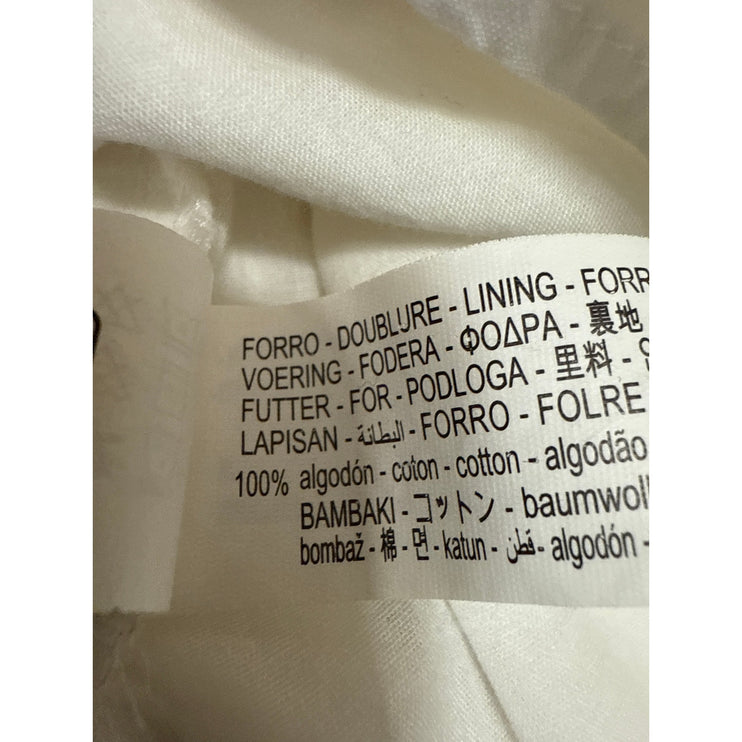 FORRO - DOUBLURE - LINING - FORR
VOERING - FODERA - ΦΟΔΡΑ - 裏地
FUTTER - FOR - PODLOGA - 里料 -
LAPISAN - البطانة - FORRO - FOLRE
100% algodón - coton - cotton - algodão
BAMBAKI - コットン - baumwoll
bombaž - 棉 - 면 - katun - قطن - algodón -